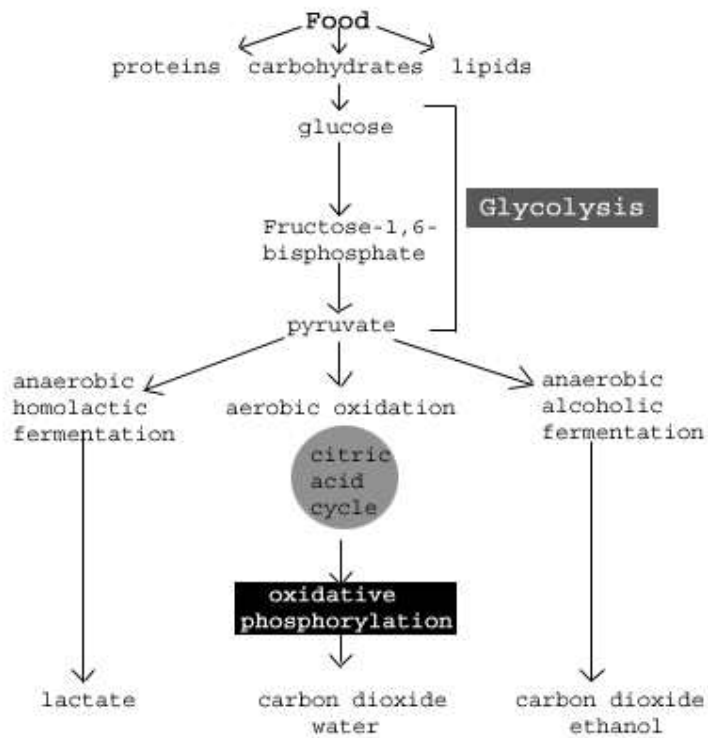 Food
proteins carbohydrates lipids
glucose
Glycolysis
Fructose-1,6-
bisphosphate
pyruvate
anaerobic
homolactic
fermentation
aerobic oxidation
anaerobic
alcoholic
fermentation
citric
acid
cycle
oxidative
phosphorylation
lactate
carbon dioxide
water
carbon dioxide
ethanol